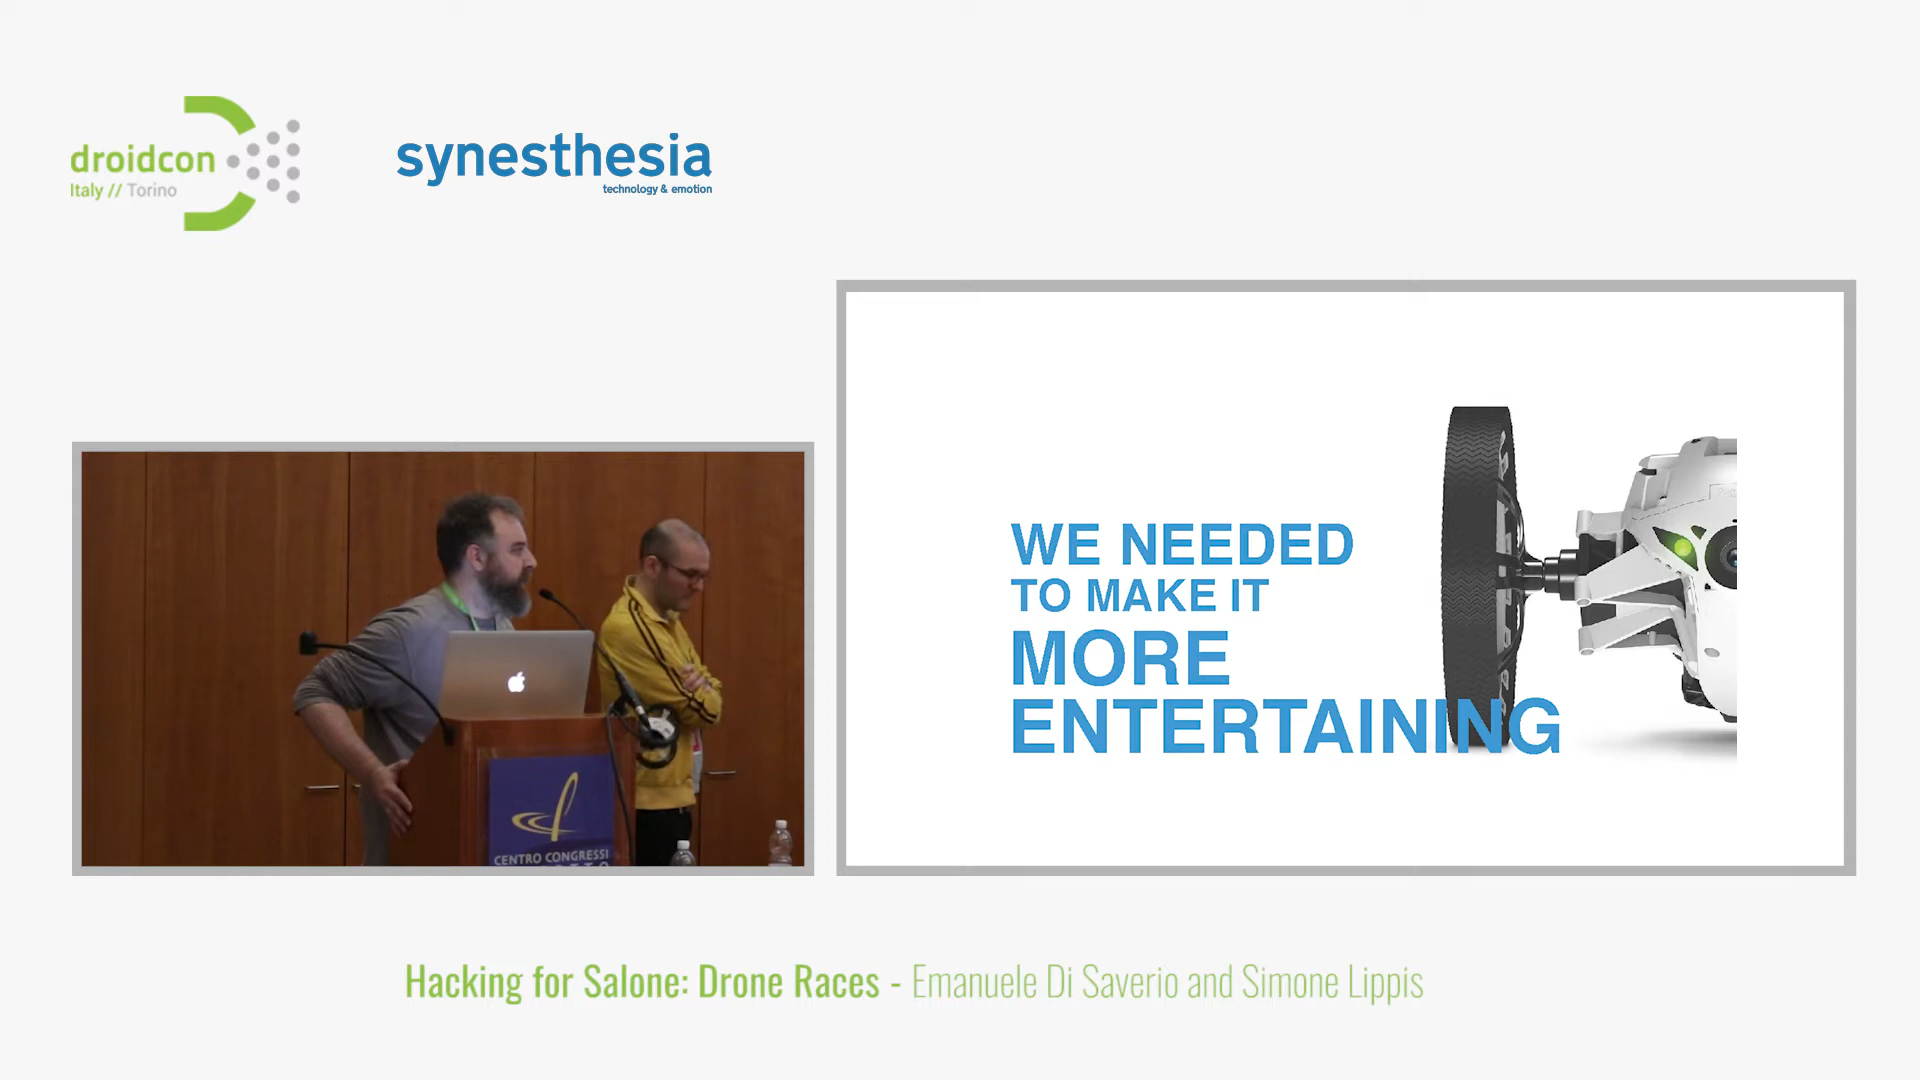 droidcon
Italy // Torino
synesthesia
technology & emotion
WE NEEDED
TO MAKE IT
MORE
ENTERTAINING
CENTRO CONGRESSI
Hacking for Salone: Drone Races - Emanuele Di Saverio and Simone Lippis